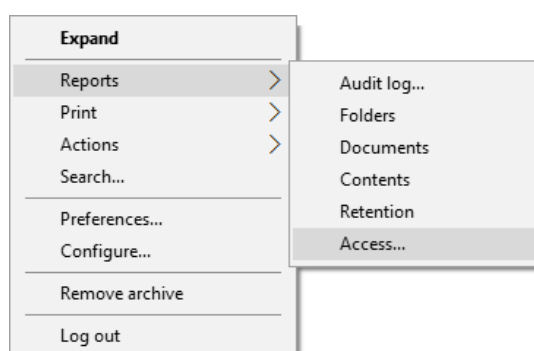 Expand
Reports
Print
Actions
Search...
Preferences...
Configure...
Remove archive
Log out
Audit log...
Folders
Documents
Contents
Retention
Access...